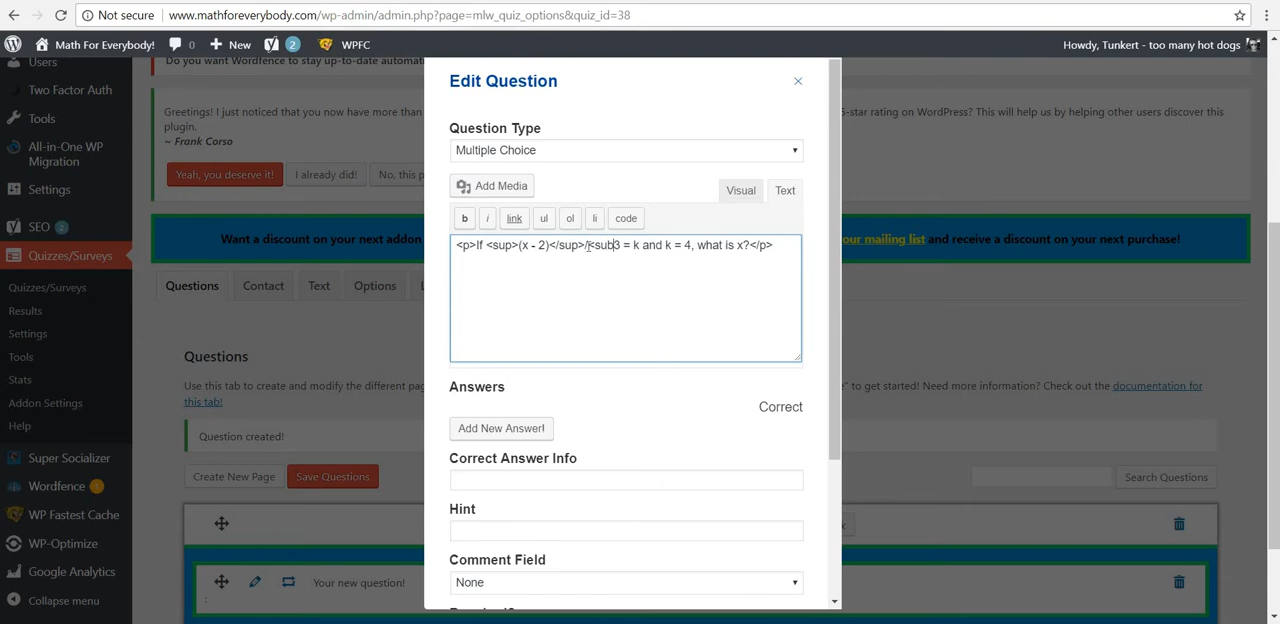 Not secure www.mathforeverybody.com/wp-admin/admin.php?page=mlw_quiz_options&quiz_id=38
Math For Everybody! 0 New 2 WPFC Howdy, Tunkert - too many hot dogs
Users
Two Factor Auth
Tools
All-in-One WP
Migration
Settings
SEO 2
Quizzes/Surveys
Quizzes/Surveys
Results
Settings
Tools
Stats
Addon Settings
Help
Super Socializer
Wordfence 1
WP Fastest Cache
WP-Optimize
Google Analytics
Collapse menu
Do you want Wordfence to stay up-to-date automat
Greetings! I just noticed that you now have more than
5-star rating on WordPress? This will help us by helping other users discover this
plugin.
~ Frank Corso
Yeah, you deserve it! I already did! No, this p
Want a discount on your next addon
our mailing list and receive a discount on your next purchase!
Questions Contact Text Options
Questions
Use this tab to create and modify the different pag
e" to get started! Need more information? Check out the documentation for
this tab!
Question created!
Create New Page Save Questions Search Questions
Your new question!
:
Edit Question ×
Question Type
Multiple Choice
Add Media Visual Text
b i link ul ol li code
<p>If <sup>(x - 2)</sup>/<sub3 = k and k = 4, what is x?</p>
Answers
Correct
Add New Answer!
Correct Answer Info
Hint
Comment Field
None